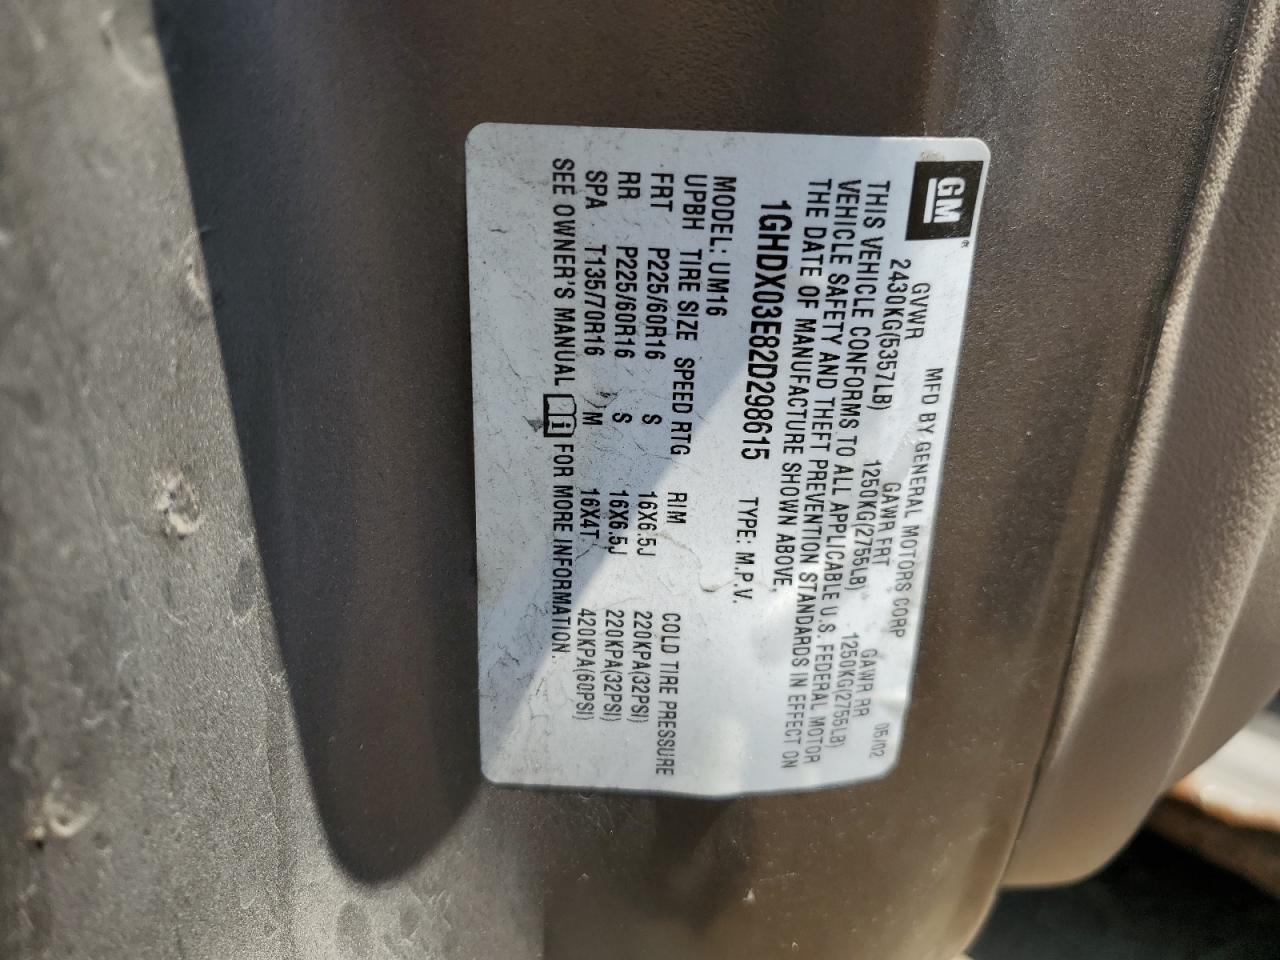 GM
MFD BY GENERAL MOTORS CORP 05/02
GVWR GAWR FRT GAWR RR
2430KG(5357LB) 1250KG(2755LB) 1250KG(2755LB)
THIS VEHICLE CONFORMS TO ALL APPLICABLE U.S. FEDERAL MOTOR
VEHICLE SAFETY AND THEFT PREVENTION STANDARDS IN EFFECT ON
THE DATE OF MANUFACTURE SHOWN ABOVE.
1GHDX03E82D298615 TYPE: M.P.V.
MODEL: UM16
UPBH TIRE SIZE SPEED RTG RIM COLD TIRE PRESSURE
FRT P225/60R16 S 16X6.5J 220KPA(32PSI)
RR P225/60R16 S 16X6.5J 220KPA(32PSI)
SPA T135/70R16 M 16X4T 420KPA(60PSI)
SEE OWNER'S MANUAL FOR MORE INFORMATION.